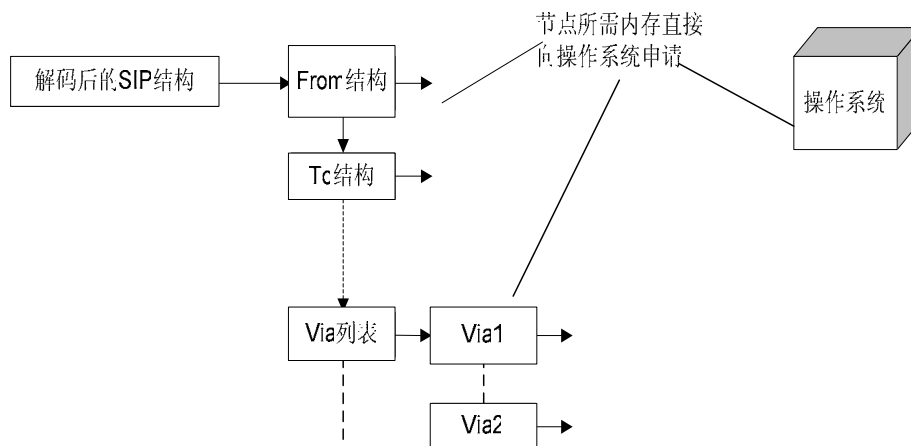 节点所需内存直接
向操作系统申请
解码后的SIP结构
From结构
操作系统
To结构
Via列表
Via1
Via2